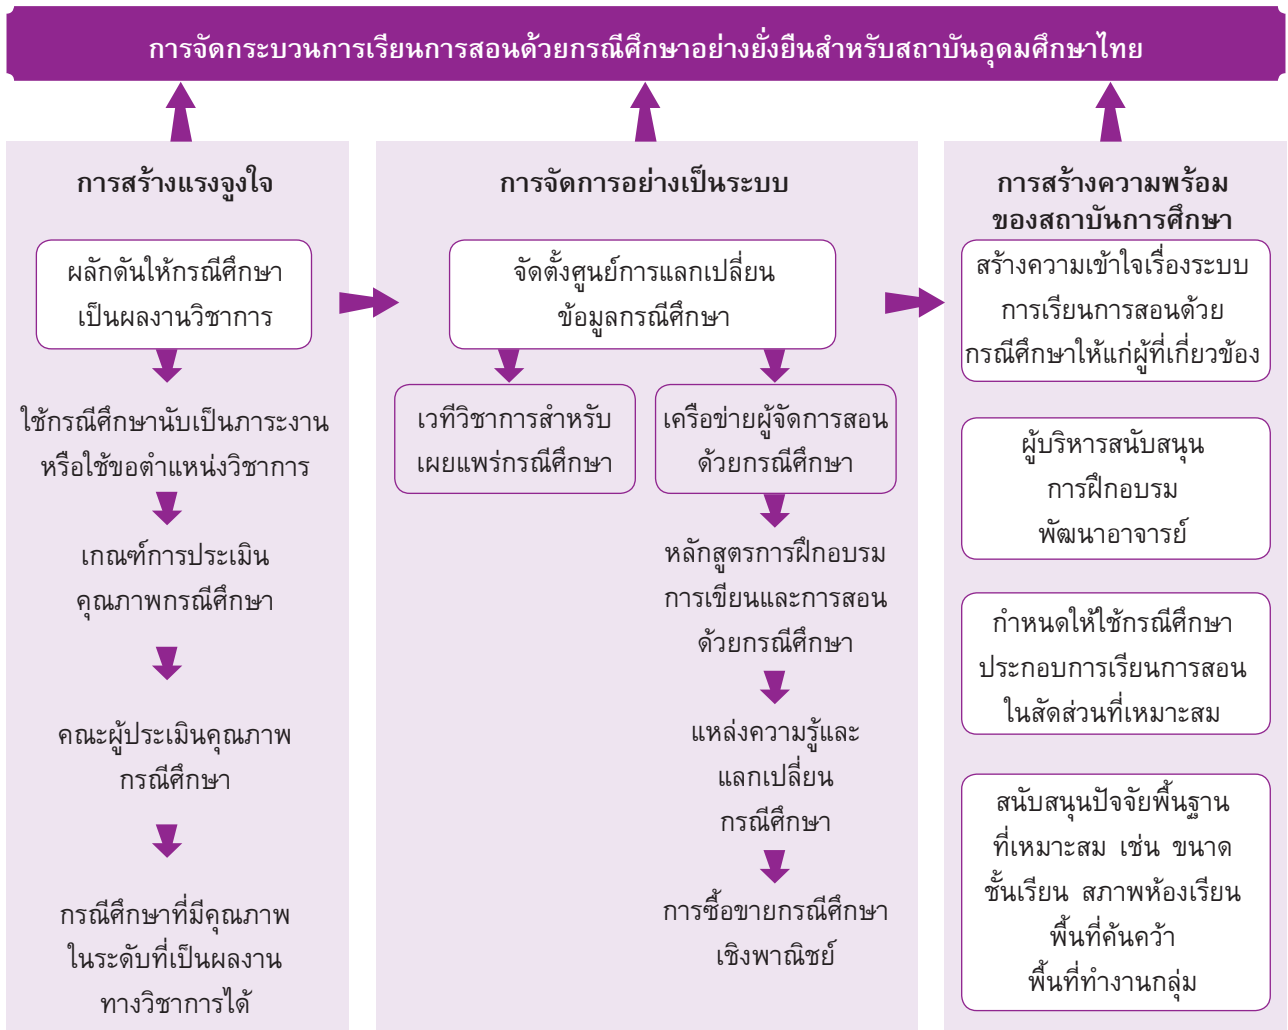 การจัดกระบวนการเรียนการสอนด้วยกรณีศึกษาอย่างยั่งยืนสำหรับสถาบันอุดมศึกษาไทย
การสร้างแรงจูงใจ
ผลักดันให้กรณีศึกษา
เป็นผลงานวิชาการ
ใช้กรณีศึกษานับเป็นภาระงาน
หรือใช้ขอตำแหน่งวิชาการ
เกณฑ์การประเมิน
คุณภาพกรณีศึกษา
คณะผู้ประเมินคุณภาพ
กรณีศึกษา
กรณีศึกษาที่มีคุณภาพ
ในระดับที่เป็นผลงาน
ทางวิชาการได้
การจัดการอย่างเป็นระบบ
จัดตั้งศูนย์การแลกเปลี่ยน
ข้อมูลกรณีศึกษา
เวทีวิชาการสำหรับ
เผยแพร่กรณีศึกษา
เครือข่ายผู้จัดการสอน
ด้วยกรณีศึกษา
หลักสูตรการฝึกอบรม
การเขียนและการสอน
ด้วยกรณีศึกษา
แหล่งความรู้และ
แลกเปลี่ยน
กรณีศึกษา
การซื้อขายกรณีศึกษา
เชิงพาณิชย์
การสร้างความพร้อม
ของสถาบันการศึกษา
สร้างความเข้าใจเรื่องระบบ
การเรียนการสอนด้วย
กรณีศึกษาให้แก่ผู้ที่เกี่ยวข้อง
ผู้บริหารสนับสนุน
การฝึกอบรม
พัฒนาอาจารย์
กำหนดให้ใช้กรณีศึกษา
ประกอบการเรียนการสอน
ในสัดส่วนที่เหมาะสม
สนับสนุนปัจจัยพื้นฐาน
ที่เหมาะสม เช่น ขนาด
ชั้นเรียน สภาพห้องเรียน
พื้นที่ค้นคว้า
พื้นที่ทำงานกลุ่ม